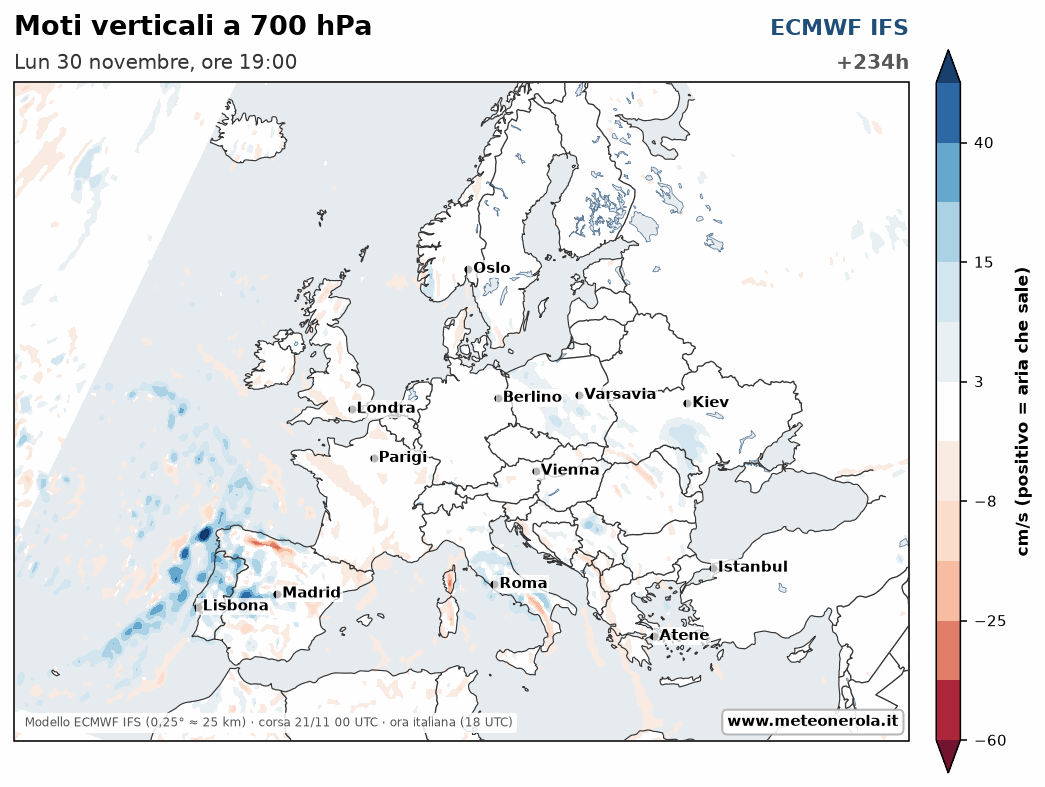 Moti verticali a 700 hPa
ECMWF IFS
Lun 30 novembre, ore 19:00
+234h
40
15
3
−8
−25
−60
cm/s (positivo = aria che sale)
Oslo
Londra
Berlino
Varsavia
Kiev
Parigi
Vienna
Istanbul
Roma
Madrid
Lisbona
Atene
Modello ECMWF IFS (0,25° ≈ 25 km) · corsa 21/11 00 UTC · ora italiana (18 UTC)
www.meteonerola.it